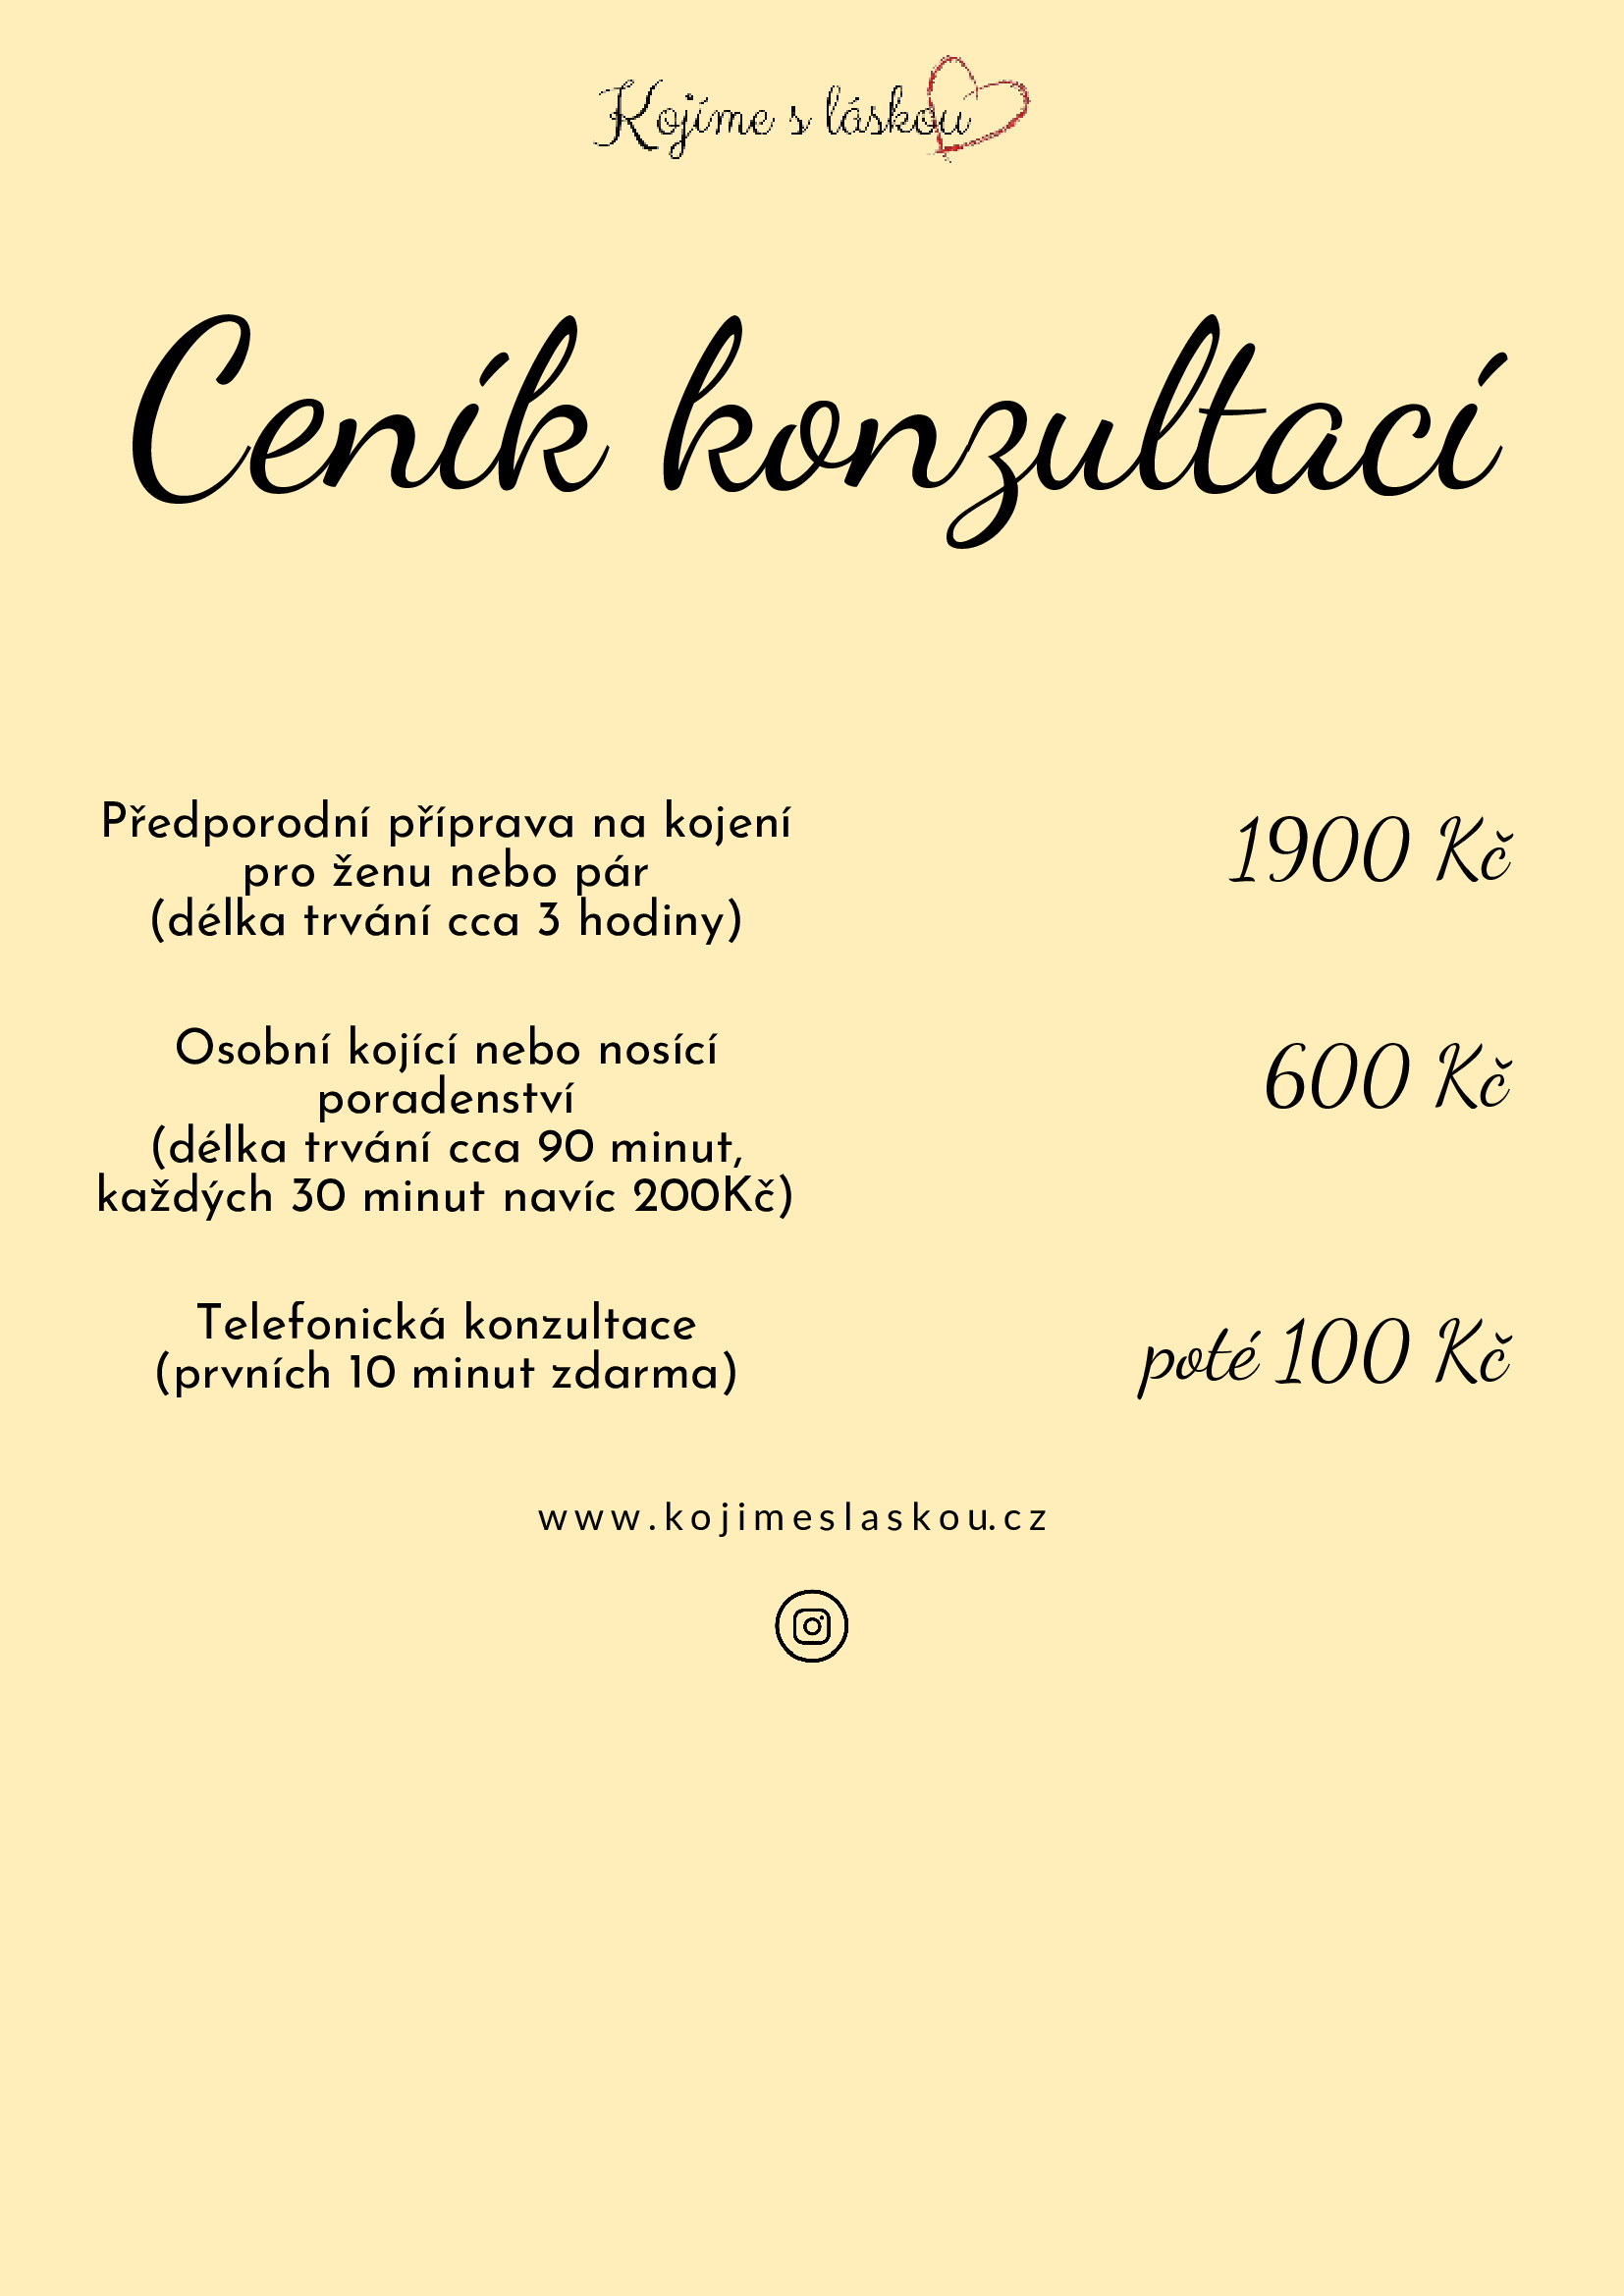 Kojíme s láskou
Ceník konzultací
Předporodní příprava na kojení
pro ženu nebo pár
(délka trvání cca 3 hodiny)
1900 Kč
Osobní kojící nebo nosící
poradenství
(délka trvání cca 90 minut,
každých 30 minut navíc 200Kč)
600 Kč
Telefonická konzultace
(prvních 10 minut zdarma)
poté 100 Kč
www.kojimeslaskou.cz